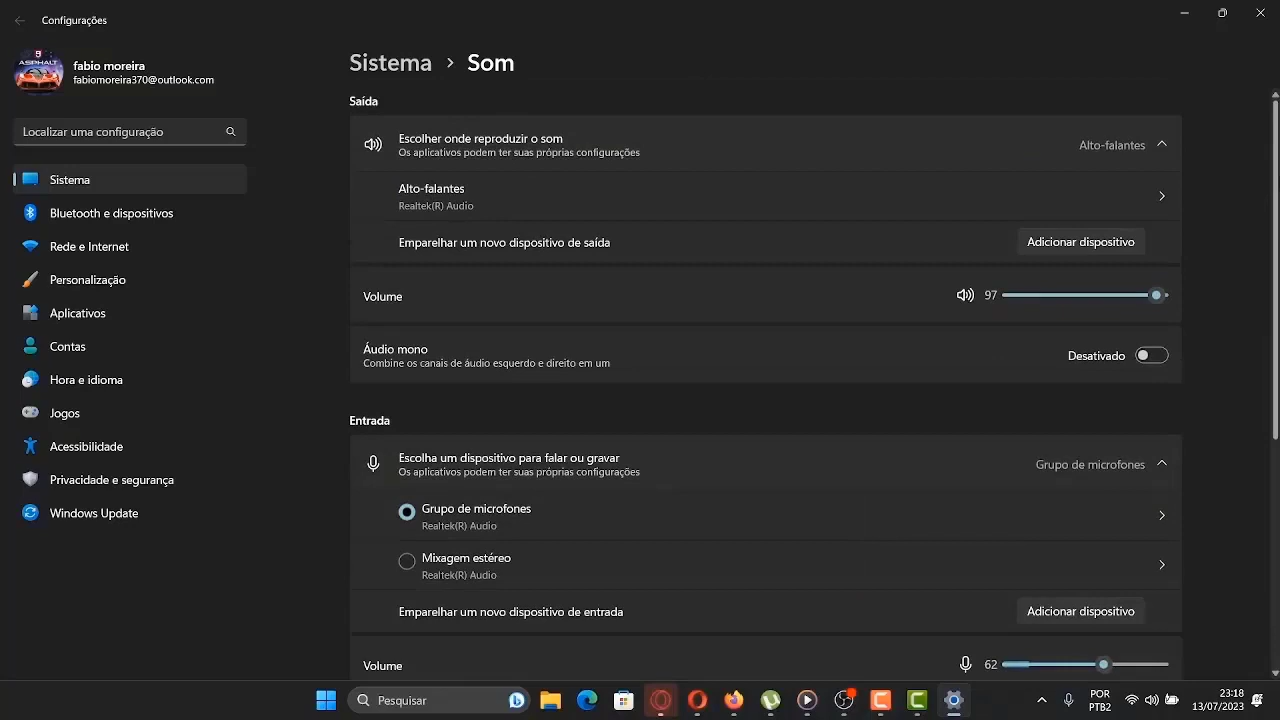 Configurações
9
ASPHALT
fabio moreira
fabiomoreira370@outlook.com
Localizar uma configuração
Sistema
Bluetooth e dispositivos
Rede e Internet
Personalização
Aplicativos
Contas
Hora e idioma
Jogos
Acessibilidade
Privacidade e segurança
Windows Update
Sistema > Som
Saída
Escolher onde reproduzir o som
Os aplicativos podem ter suas próprias configurações
Alto-falantes
Alto-falantes
Realtek(R) Audio
Emparelhar um novo dispositivo de saída
Adicionar dispositivo
Volume
97
Áudio mono
Combine os canais de áudio esquerdo e direito em um
Desativado
Entrada
Escolha um dispositivo para falar ou gravar
Os aplicativos podem ter suas próprias configurações
Grupo de microfones
Grupo de microfones
Realtek(R) Audio
Mixagem estéreo
Realtek(R) Audio
Emparelhar um novo dispositivo de entrada
Adicionar dispositivo
Volume
62
Pesquisar
POR
PTB2
23:18
13/07/2023